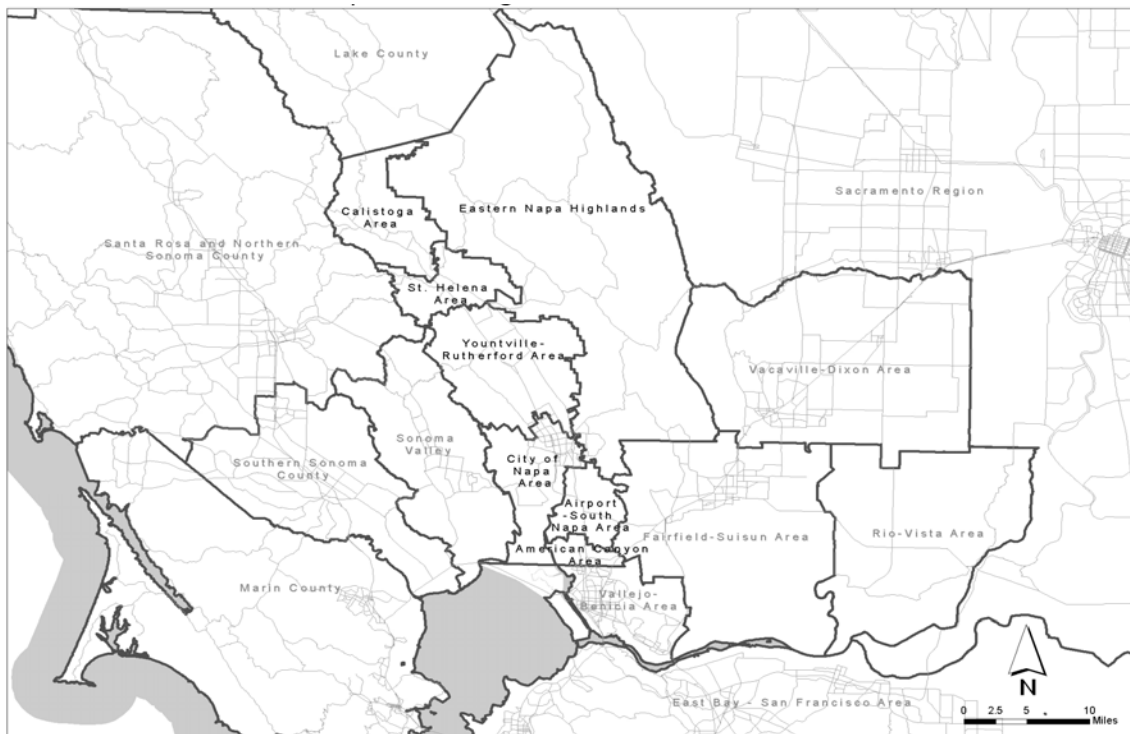 Lake County
Sacramento Region
Calistoga
Area
Eastern Napa Highlands
Santa Rosa and Northern
Sonoma County
St. Helena
Area
Yountville-
Rutherford Area
Vacaville-Dixon Area
Sonoma
Valley
City of
Napa
Area
Southern Sonoma
County
Airport
-South
Napa Area
Fairfield-Suisun Area
Rio-Vista Area
American Canyon
Area
Marin County
Vallejo-
Benicia Area
East Bay - San Francisco Area
N
0 2.5 5 10
Miles